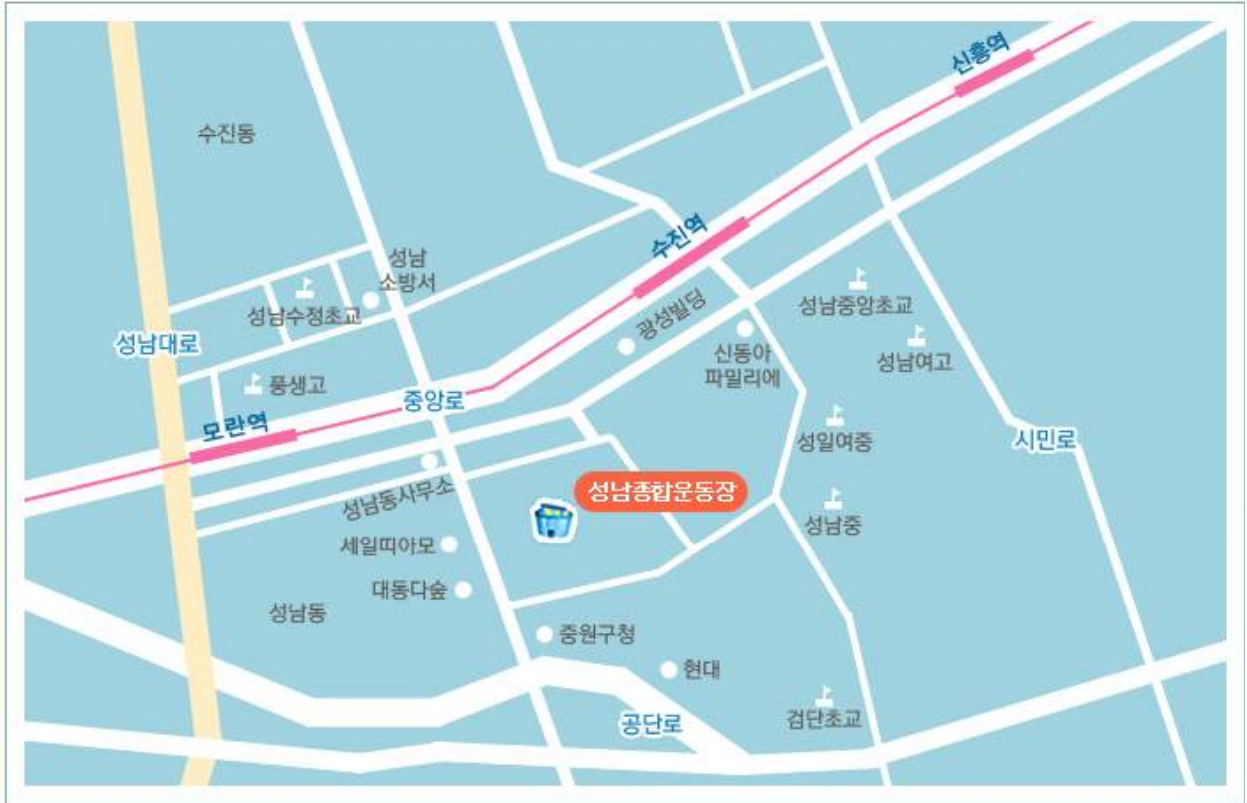 신흥역
수진동
수진역
성남
소방서
성남수정초교
성남중앙초교
광성빌딩
성남대로
신동아
파밀리에
성남여고
풍생고
중앙로
모란역
성일여중
시민로
성남동사무소
성남종합운동장
성남중
세일띠아모
대동다숲
성남동
중원구청
현대
공단로
검단초교